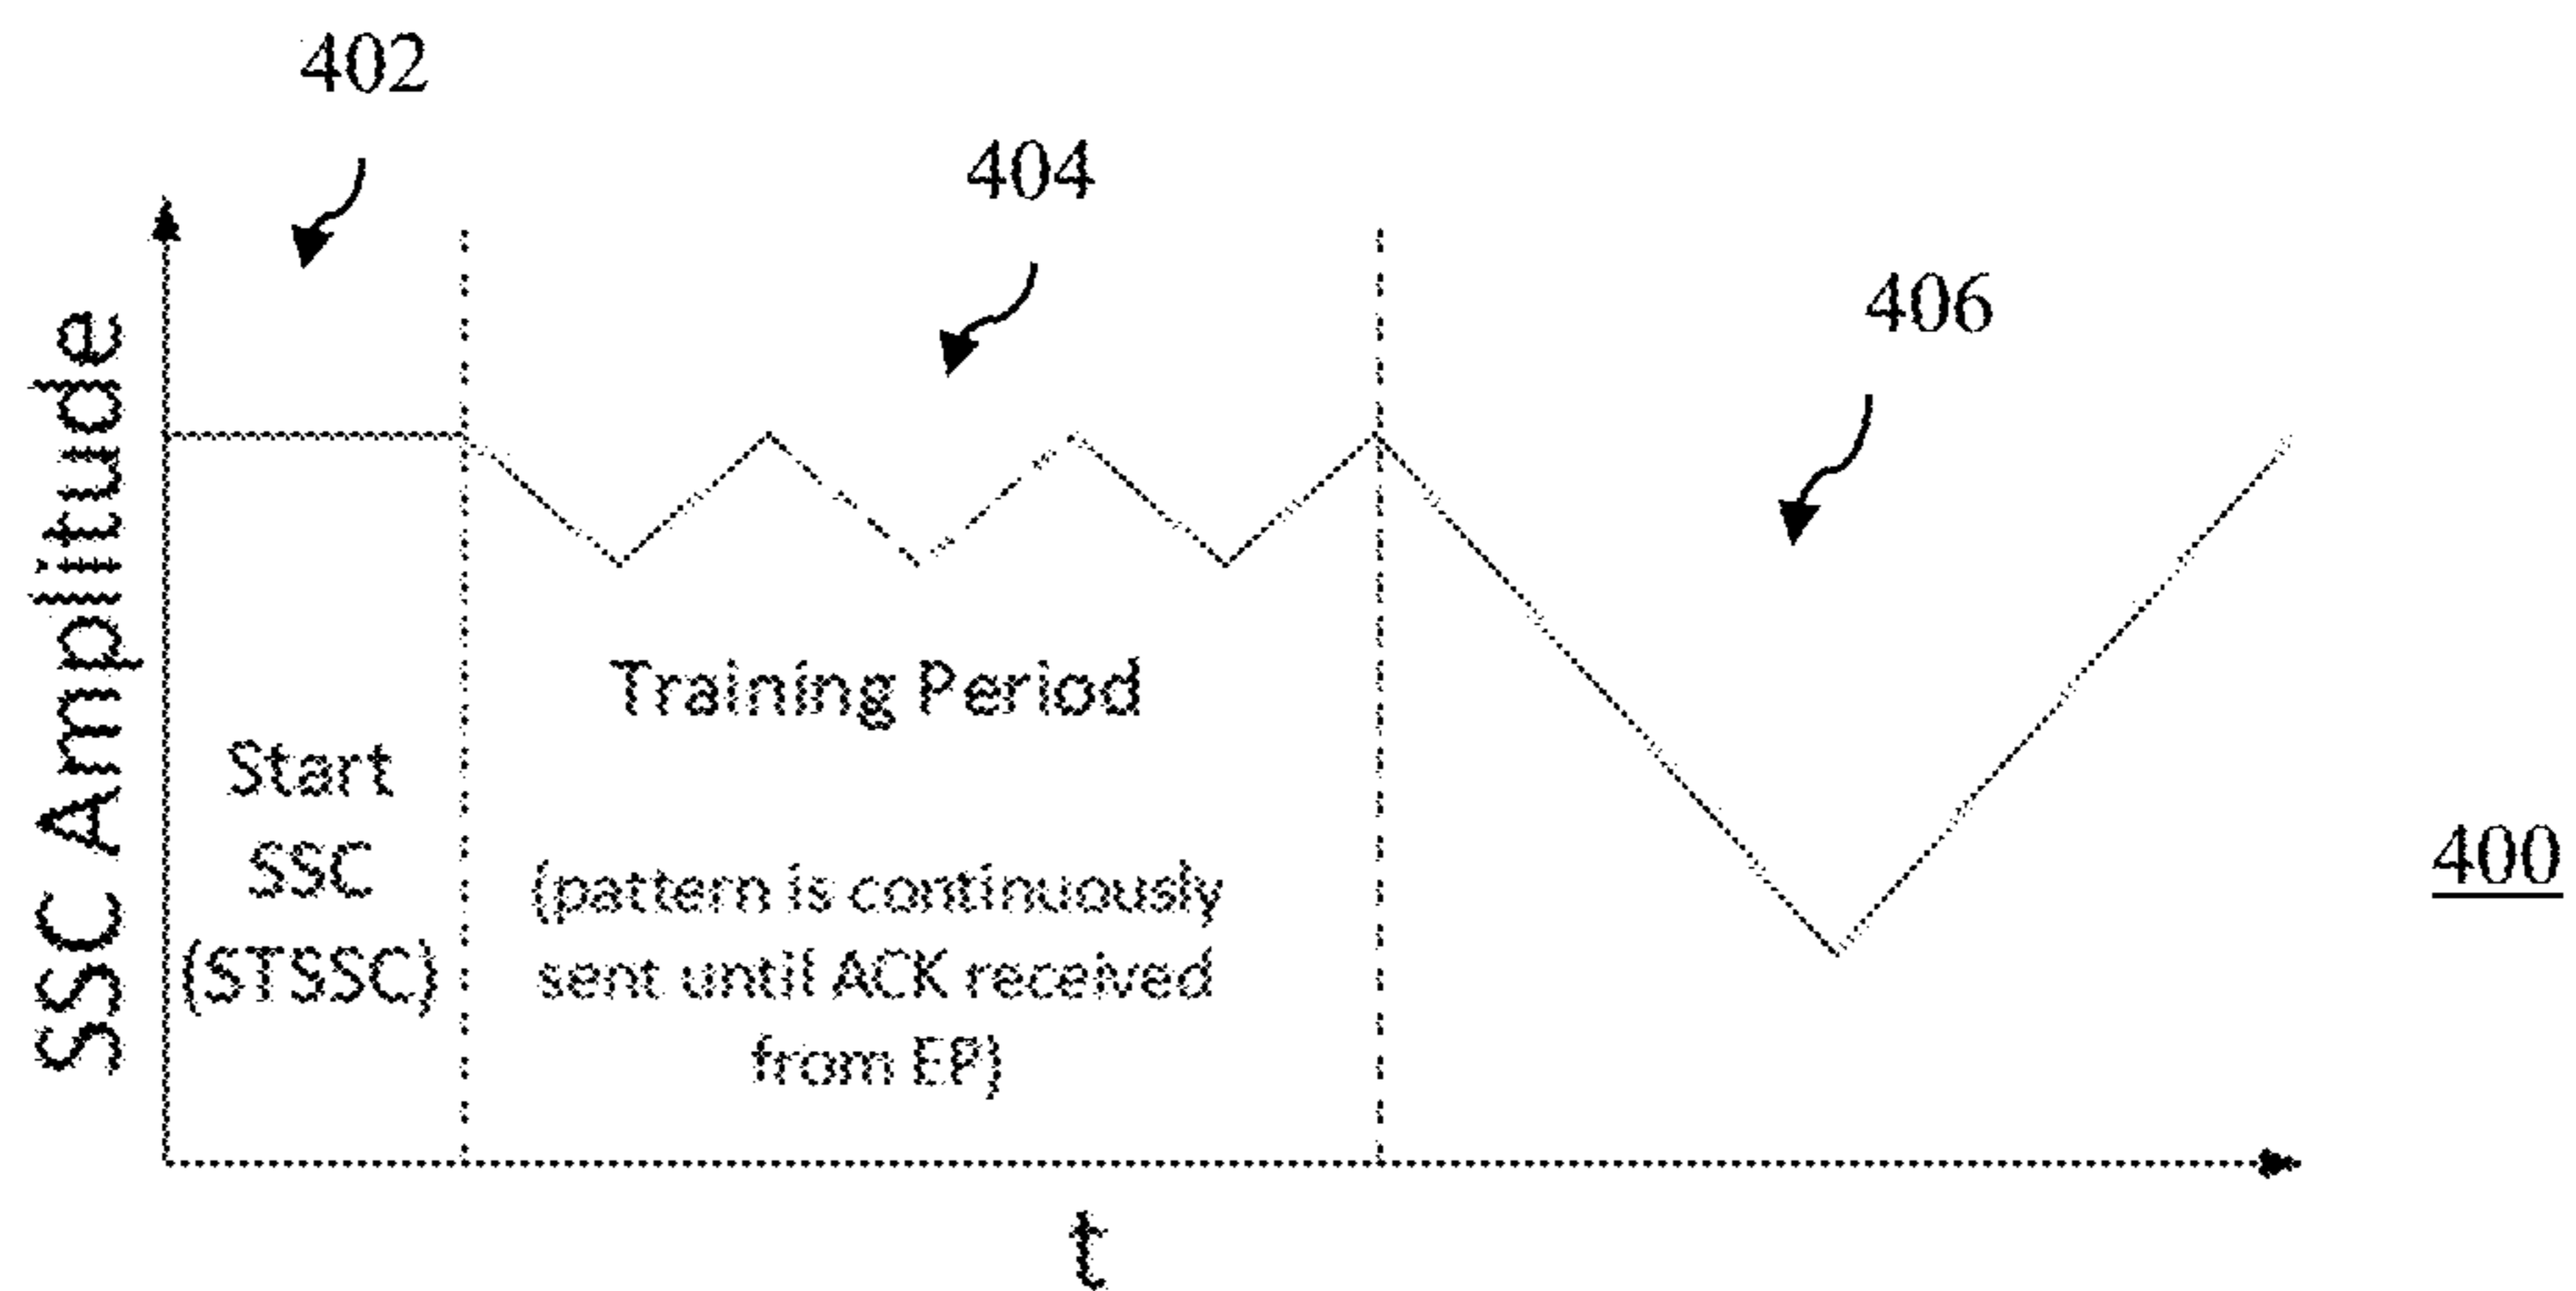 402
404
406
SSC Amplitude
Training Period
Start
SSC
(STSSC)
(pattern is continuously
sent until ACK received
from EP)
400
t